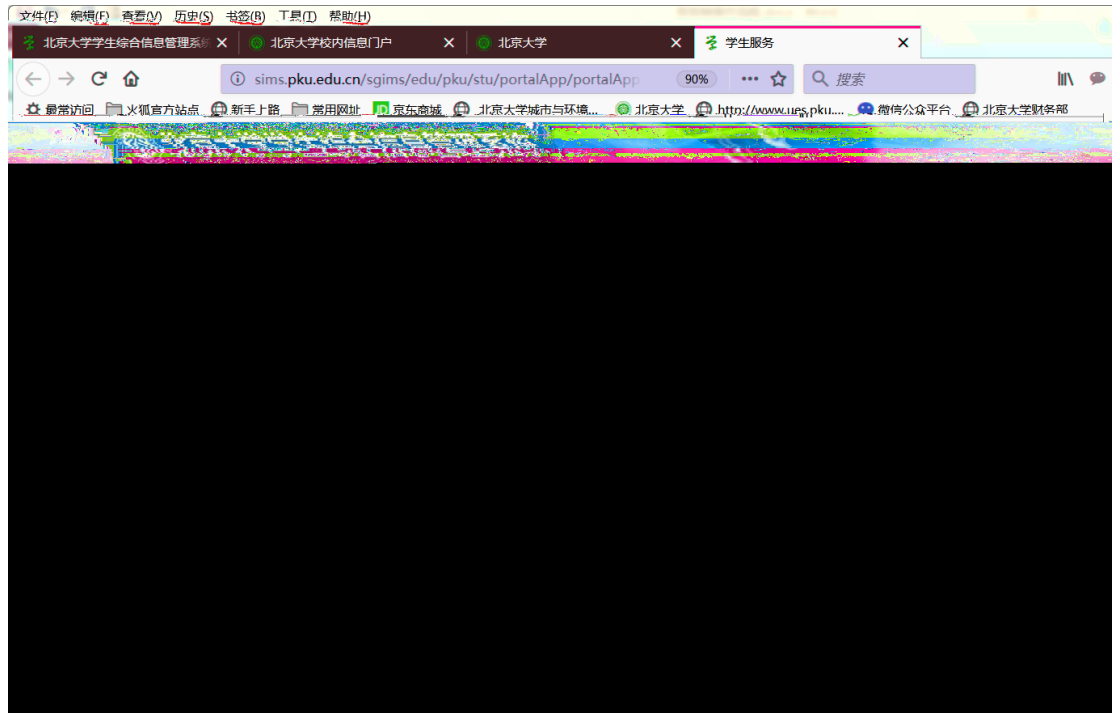 文件(F) 编辑(E) 查看(V) 历史(S) 书签(B) 工具(T) 帮助(H)
北京大学学生综合信息管理系统 北京大学校内信息门户 北京大学 学生服务
sims.pku.edu.cn/sgims/edu/pku/stu/portalApp/portalApp 90% 搜索
最常访问 火狐官方站点 新手上路 常用网址 JD 京东商城 北京大学城市与环境... 北京大学 http://www.ues.pku.... 微信公众平台 北京大学财务部